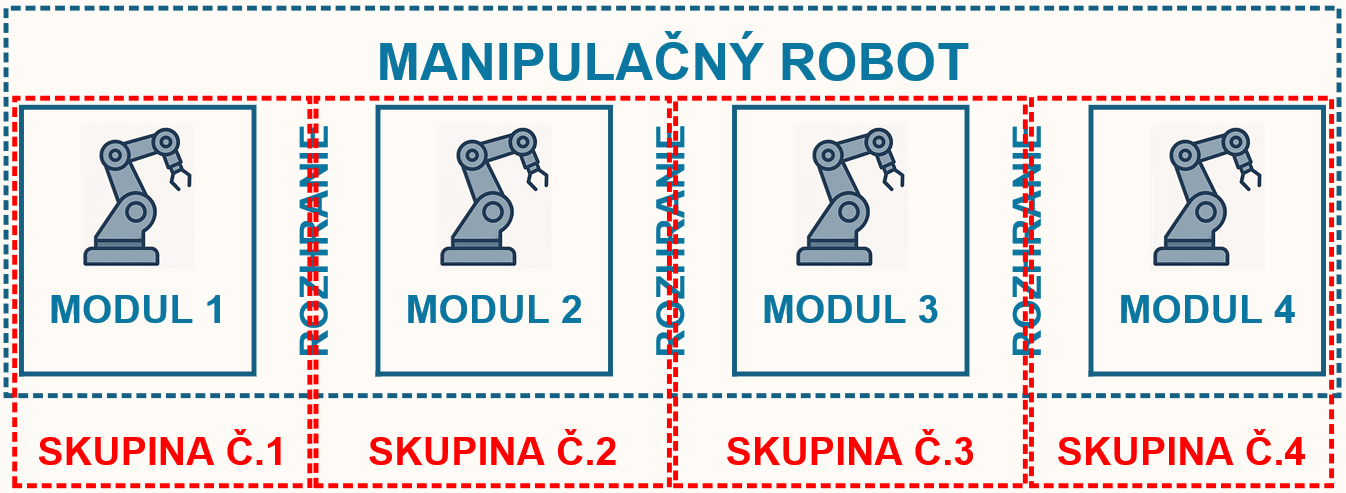 MANIPULAČNÝ ROBOT
MODUL 1
ROZHRANIE
MODUL 2
ROZHRANIE
MODUL 3
ROZHRANIE
MODUL 4
SKUPINA Č.1
SKUPINA Č.2
SKUPINA Č.3
SKUPINA Č.4